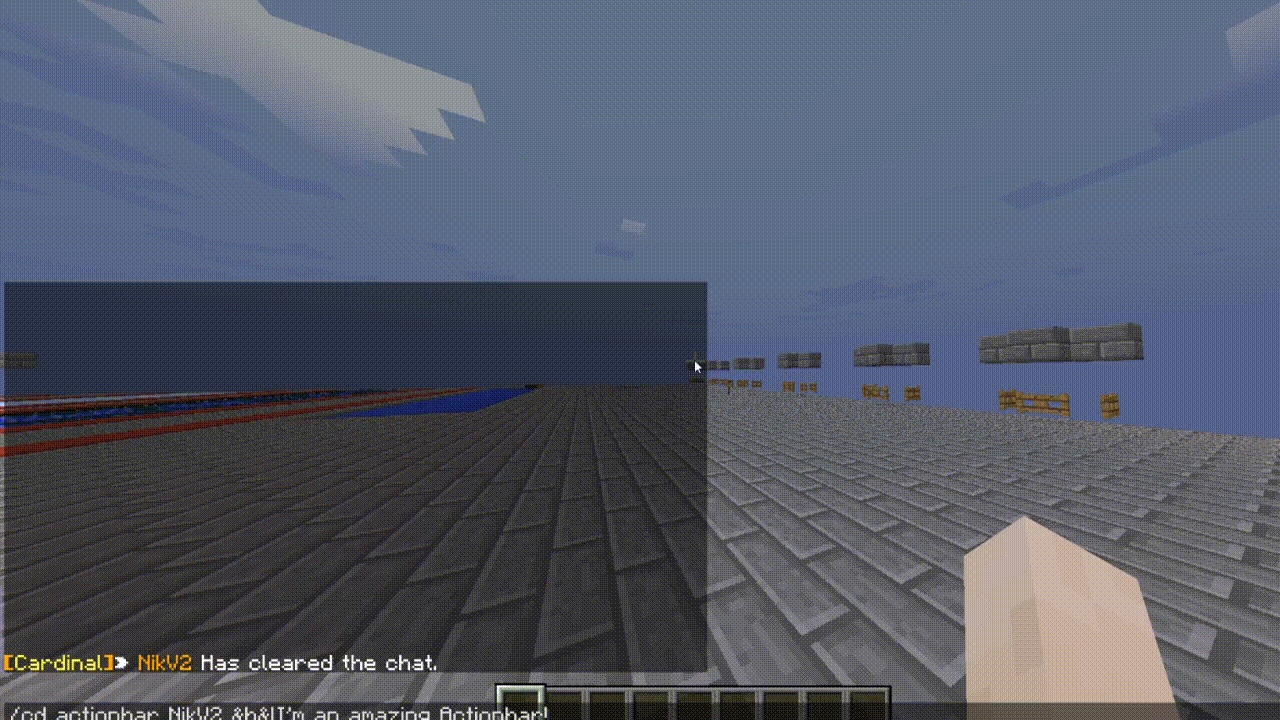 [Cardinal]» NikV2 Has cleared the chat.
/cd actionbar NikV2 &b&lI'm an amazing Actionbar!